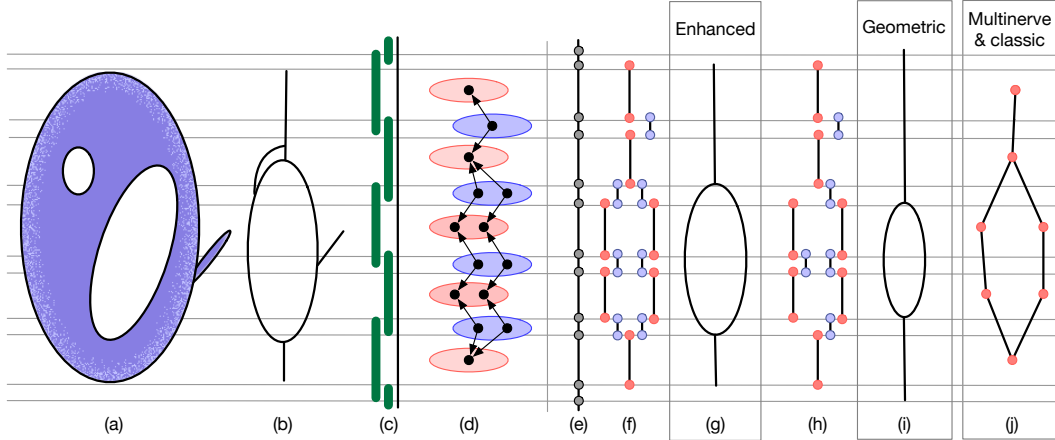 Enhanced
Geometric
Multinerve
& classic
(a) (b) (c) (d) (e) (f) (g) (h) (i) (j)